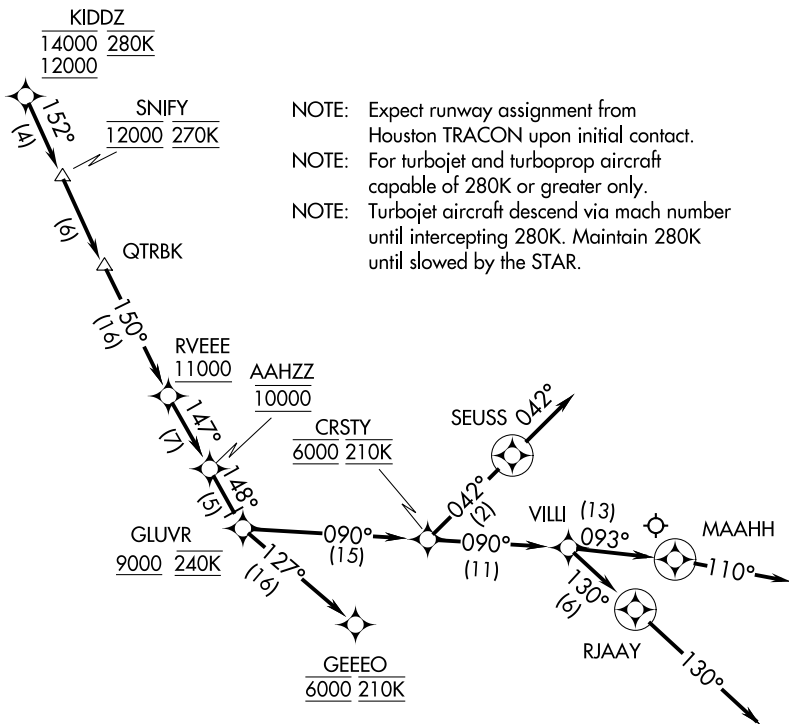 KIDDZ
14000 280K
12000
152°
(4)
SNIFY
12000 270K
NOTE: Expect runway assignment from
Houston TRACON upon initial contact.
NOTE: For turbojet and turboprop aircraft
capable of 280K or greater only.
NOTE: Turbojet aircraft descend via mach number
until intercepting 280K. Maintain 280K
until slowed by the STAR.
(6)
QTRBK
150°
(16)
RVEEE
11000
AAHZZ
10000
147°
(7)
CRSTY
6000 210K
SEUSS
042°
148°
(5)
042°
(2)
GLUVR
9000 240K
090°
(15)
127°
(16)
090°
(11)
VILLI
(13)
093°
MAAHH
110°
130°
(6)
RJAAY
130°
GEEEO
6000 210K